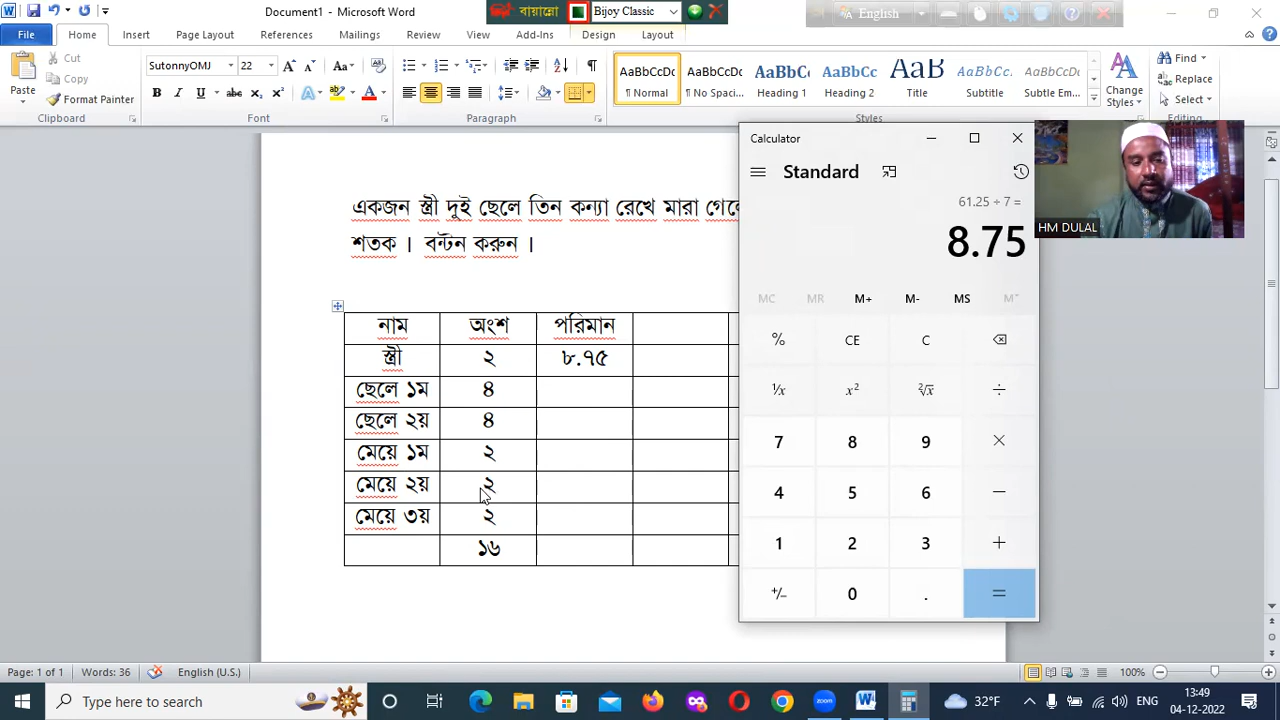 Document1 - Microsoft Word
বায়ান্নো
Bijoy Classic
English
File Home Insert Page Layout References Mailings Review View Add-Ins Design Layout
Paste
Cut
Copy
Format Painter
Clipboard
SutonnyOMJ 22
Font
Paragraph
AaBbCcDc AaBbCcDc AaBbCc AaBbCc AaB AaBbCc. AaBbCcDc
¶ Normal ¶ No Spaci... Heading 1 Heading 2 Title Subtitle Subtle Em...
Styles
Change Styles
Find
Replace
Select
Editing
একজন স্ত্রী দুই ছেলে তিন কন্যা রেখে মারা গেলে
শতক । বন্টন করুন ।
নাম অংশ পরিমান
স্ত্রী ২ ৮.৭৫
ছেলে ১ম ৪
ছেলে ২য় ৪
মেয়ে ১ম ২
মেয়ে ২য় ২
মেয়ে ৩য় ২
১৬
Calculator
Standard
61.25 ÷ 7 =
8.75
MC MR M+ M- MS M˅
% CE C
¹/x x² ²√x ÷
7 8 9 ×
4 5 6 −
1 2 3 +
+/− 0 . =
HM DULAL
Page: 1 of 1 Words: 36 English (U.S.) 100%
Type here to search
zoom
32°F
ENG
13:49
04-12-2022